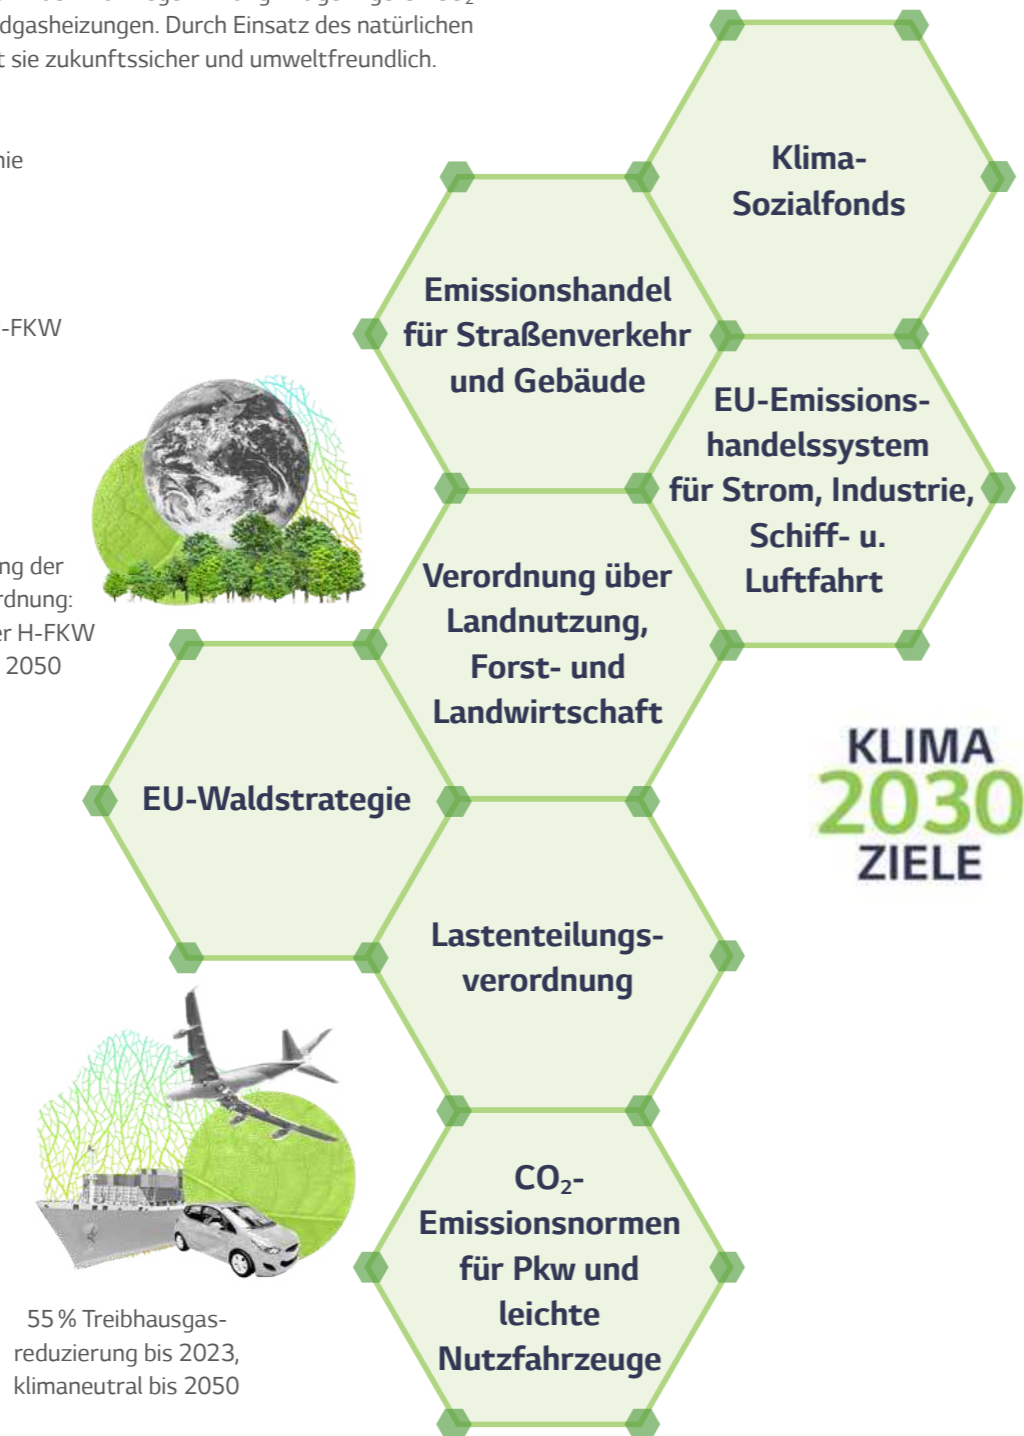 dgasheizungen. Durch Einsatz des natürlichen
t sie zukunftssicher und umweltfreundlich.
nie
-FKW
ng der
rdnung:
er H-FKW
2050
Klima-
Sozialfonds
Emissionshandel
für Straßenverkehr
und Gebäude
EU-Emissions-
handelssystem
für Strom, Industrie,
Schiff- u.
Luftfahrt
Verordnung über
Landnutzung,
Forst- und
Landwirtschaft
EU-Waldstrategie
KLIMA
2030
ZIELE
Lastenteilungs-
verordnung
CO₂-
Emissionsnormen
für Pkw und
leichte
Nutzfahrzeuge
55 % Treibhausgas-
reduzierung bis 2023,
klimaneutral bis 2050